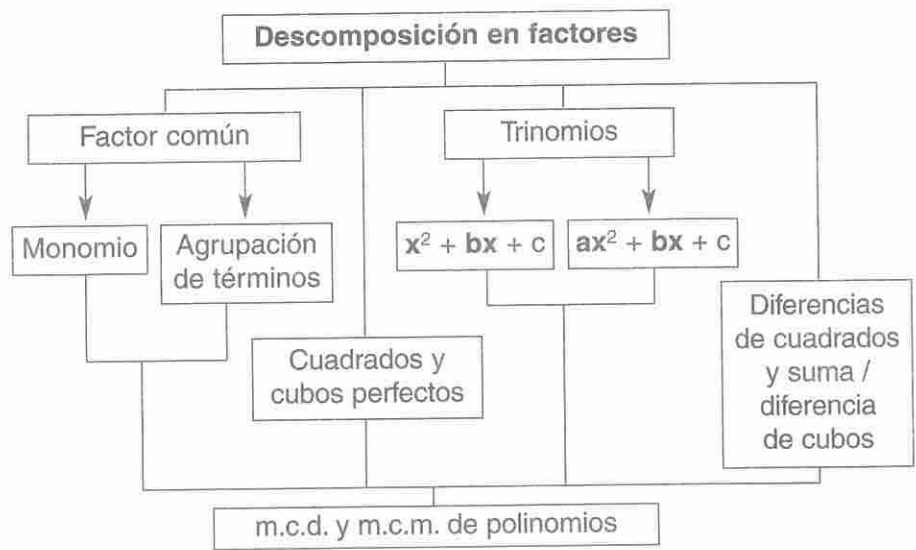 Descomposición en factores
Factor común
Trinomios
Monomio
Agrupación
de términos
x² + bx + c
ax² + bx + c
Cuadrados y
cubos perfectos
Diferencias
de cuadrados
y suma /
diferencia
de cubos
m.c.d. y m.c.m. de polinomios